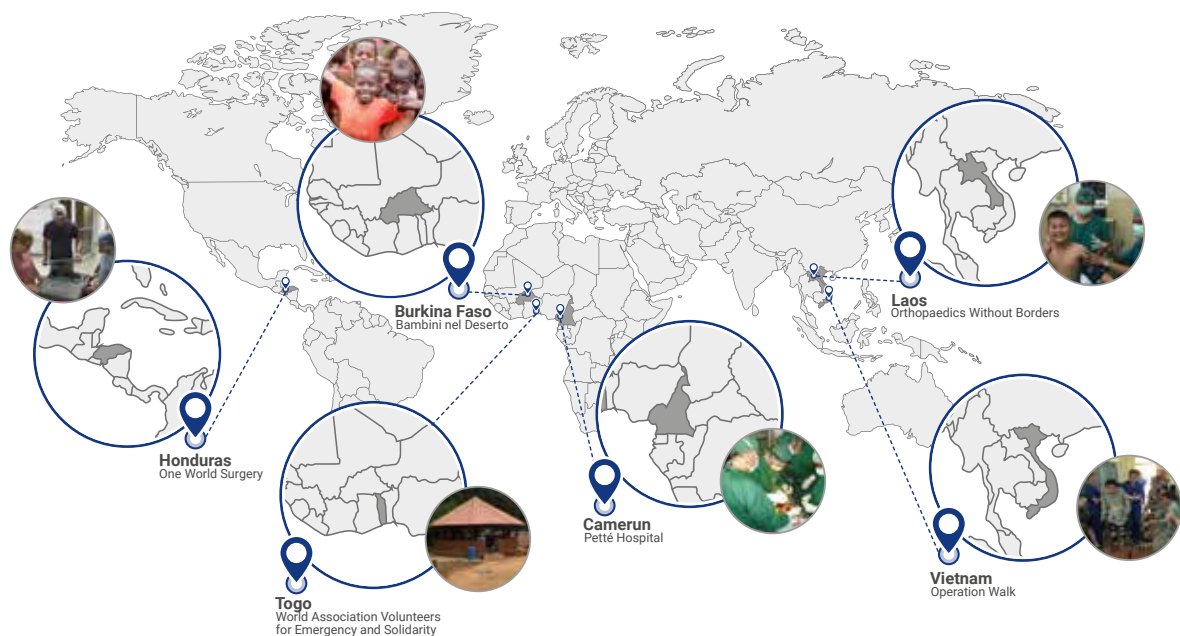 Burkina Faso
Bambini nel Deserto
Laos
Orthopaedics Without Borders
Honduras
One World Surgery
Camerun
Petté Hospital
Vietnam
Operation Walk
Togo
World Association Volunteers
for Emergency and Solidarity